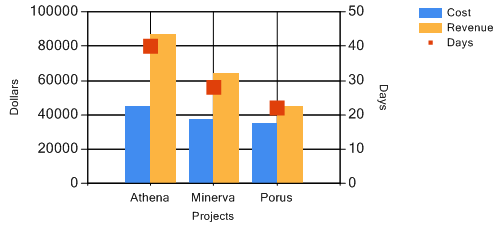 100000
80000
60000
40000
20000
0
Dollars
50
40
30
20
10
0
Days
Athena Minerva Porus
Projects
Cost
Revenue
Days